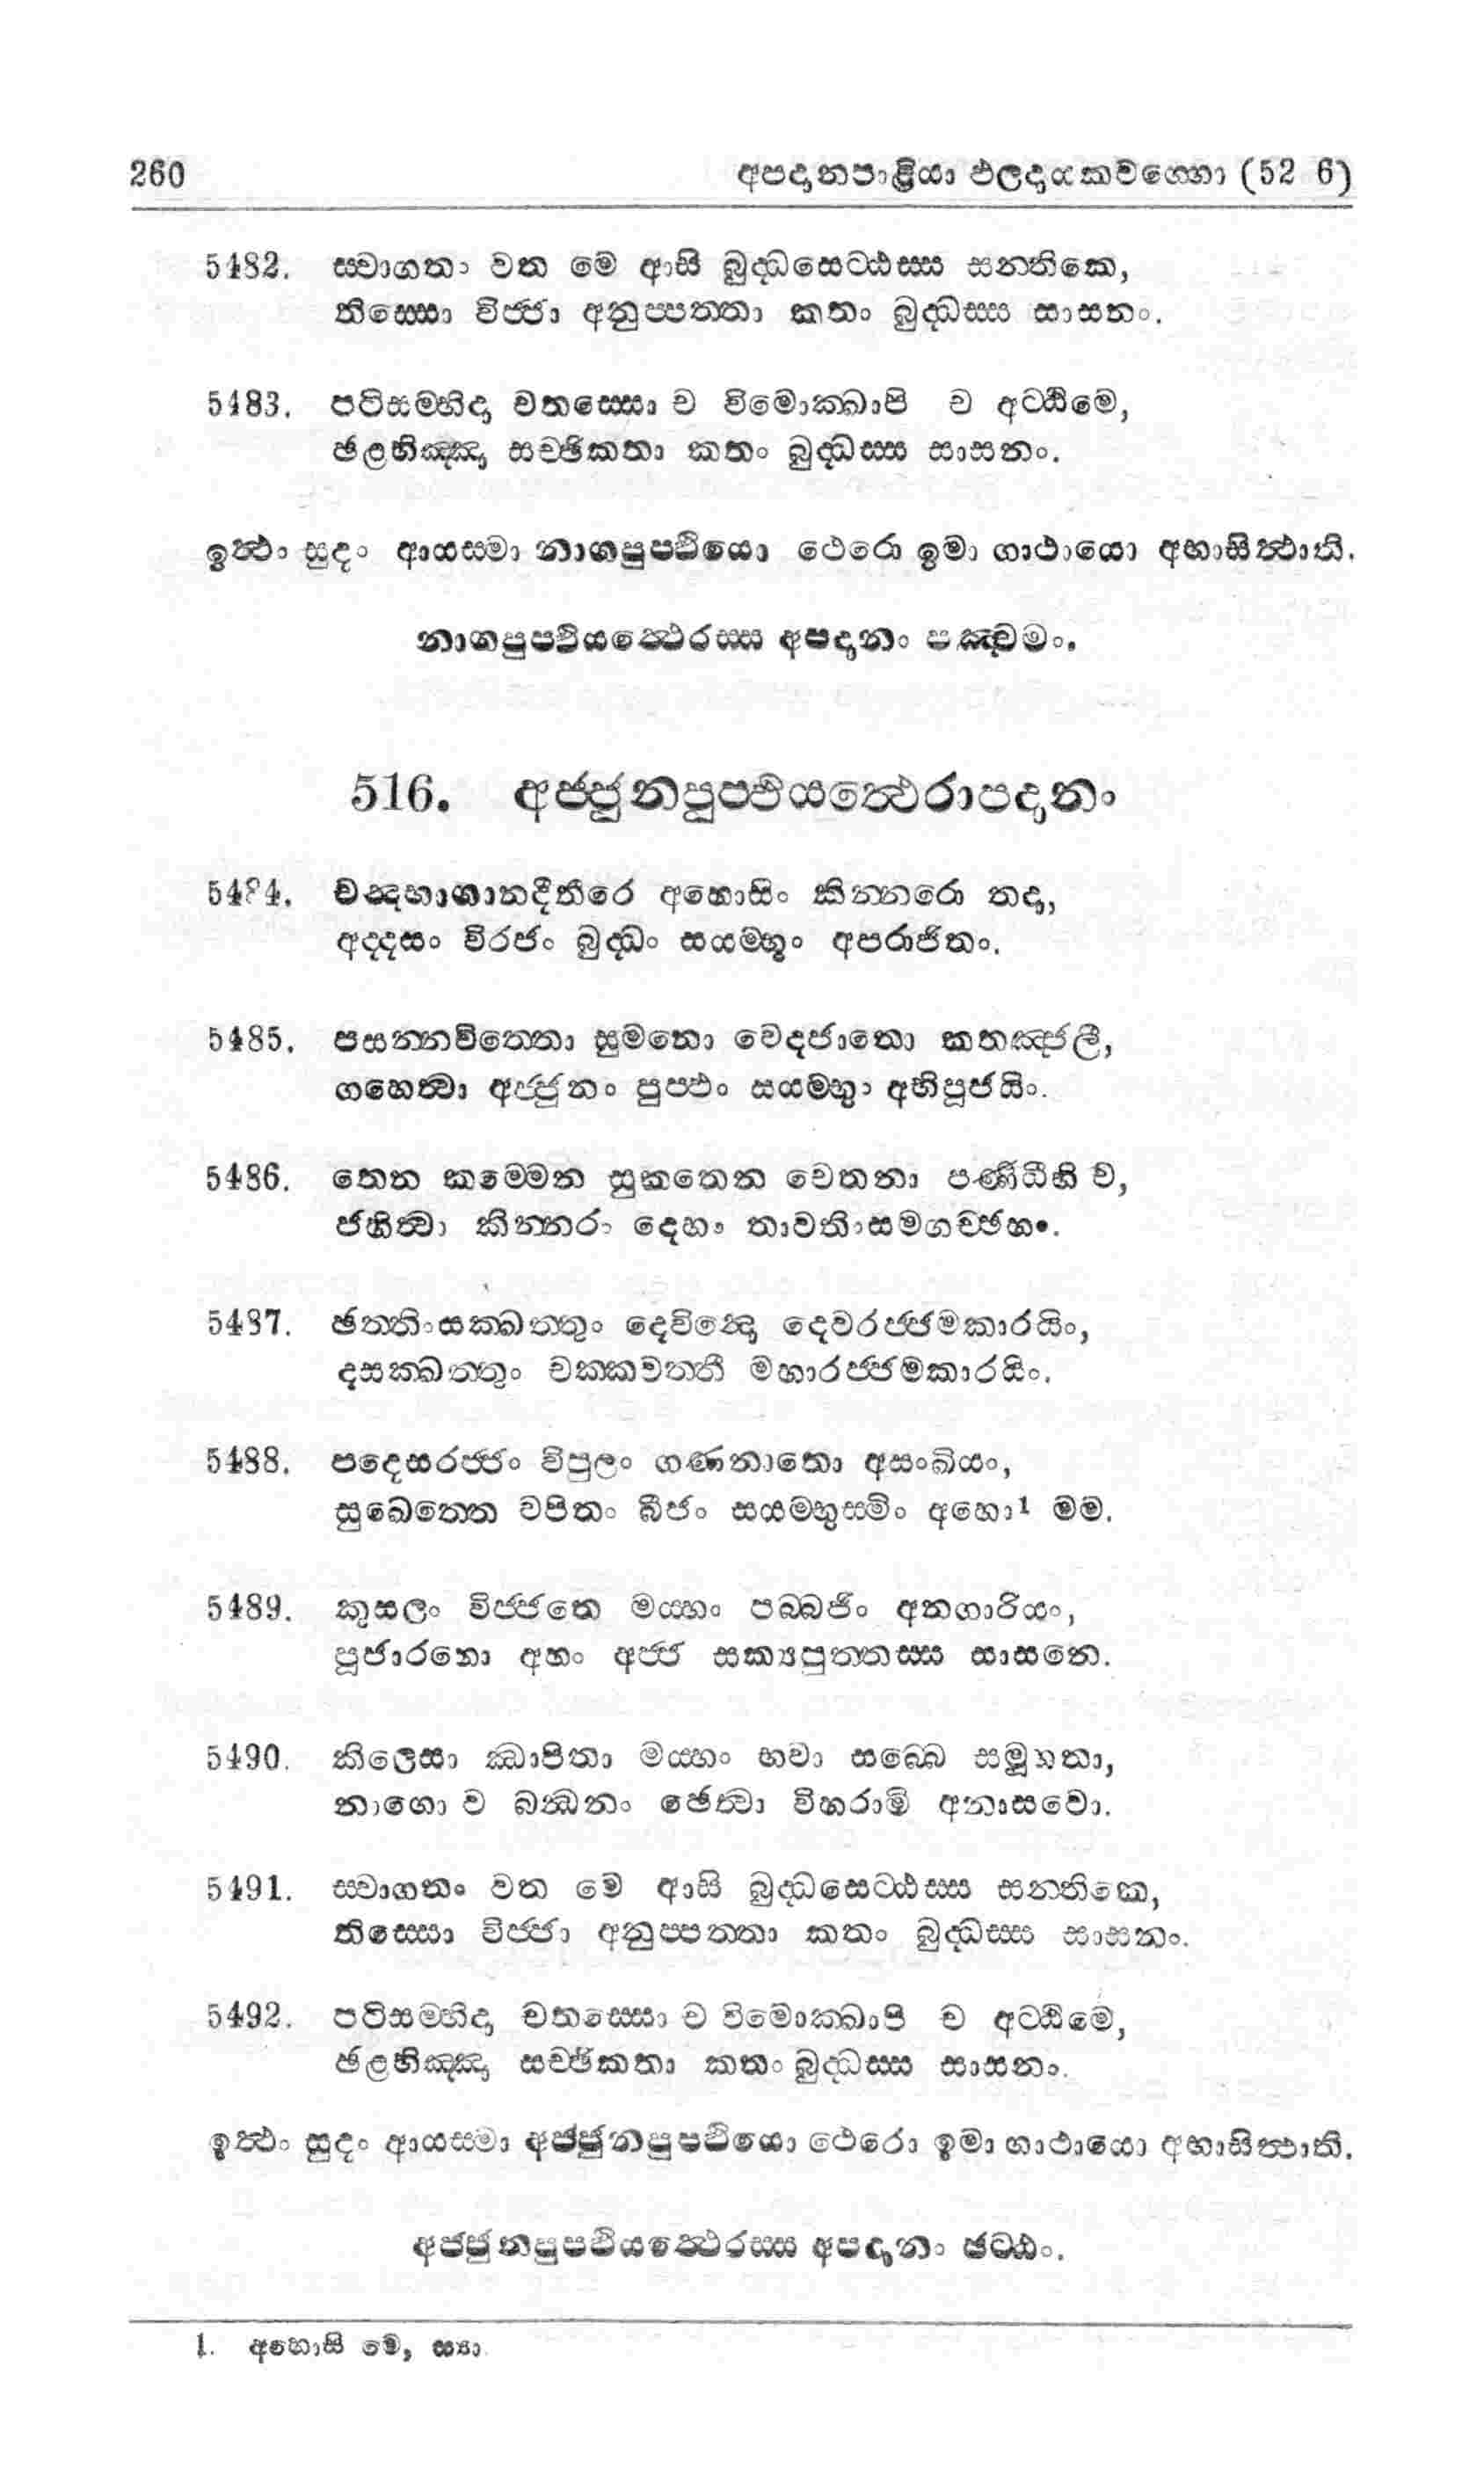 260 අපදානපාළියා ඵලදායකවග්ගො (52 6)
5482. ස්වාගතං වත මෙ ආසි බුද්ධසෙට්ඨස්ස සන්තිකෙ,
තිස්සො විජ්ජා අනුප්පත්තා කතං බුද්ධස්ස සාසනං.
5483. පටිසම්භිදා චතස්සො ච විමොක්ඛාපි ච අට්ඨිමෙ,
ඡළභිඤ්ඤා සච්ඡිකතා කතං බුද්ධස්ස සාසනං.
ඉත්ථං සුදං ආයස්මා නාගපුප්ඵියො ථෙරො ඉමා ගාථායො අභාසිත්ථාති.
නාගපුප්ඵියත්ථෙරස්ස අපදානං පඤ්චමං.
516. අජ්ජුනපුප්ඵියත්ථෙරාපදානං
5484. චන්දභාගානදීතීරෙ අහොසිං කින්නරො තදා,
අද්දසං විරජං බුද්ධං සයම්භූං අපරාජිතං.
5485. පසන්නචිත්තො සුමනො වෙදජාතො කතඤ්ජලී,
ගහෙත්වා අජ්ජුනං පුප්ඵං සයම්භුං අභිපූජයිං.
5486. තෙන කම්මෙන සුකතෙන චෙතනා පණිධීහි ච,
ජහිත්වා කින්නරං දෙහං තාවතිංසමගච්ඡහං.
5487. ඡත්තිංසක්ඛත්තුං දෙවින්දො දෙවරජ්ජමකාරයිං,
දසක්ඛත්තුං චක්කවත්තී මහාරජ්ජමකාරයිං.
5488. පදෙසරජ්ජං විපුලං ගණනාතො අසංඛියං,
සුඛෙත්තෙ වපිතං බීජං සයම්භුස්මිං අහො¹ මම.
5489. කුසලං විජ්ජතෙ මය්හං පබ්බජිං අනගාරියං,
පූජාරහො අහං අජ්ජ සක්‍යපුත්තස්ස සාසනෙ.
5490. කිලෙසා ඣාපිතා මය්හං භවා සබ්බෙ සමූහතා,
නාගො ව බන්ධනං ඡෙත්වා විහරාමි අනාසවො.
5491. ස්වාගතං වත මෙ ආසි බුද්ධසෙට්ඨස්ස සන්තිකෙ,
තිස්සො විජ්ජා අනුප්පත්තා කතං බුද්ධස්ස සාසනං.
5492. පටිසම්භිදා චතස්සො ච විමොක්ඛාපි ච අට්ඨිමෙ,
ඡළභිඤ්ඤා සච්ඡිකතා කතං බුද්ධස්ස සාසනං.
ඉත්ථං සුදං ආයස්මා අජ්ජුනපුප්ඵියො ථෙරො ඉමා ගාථායො අභාසිත්ථාති.
අජ්ජුනපුප්ඵියත්ථෙරස්ස අපදානං ඡට්ඨං.
1. අහොසි මෙ, ස්‍යා.